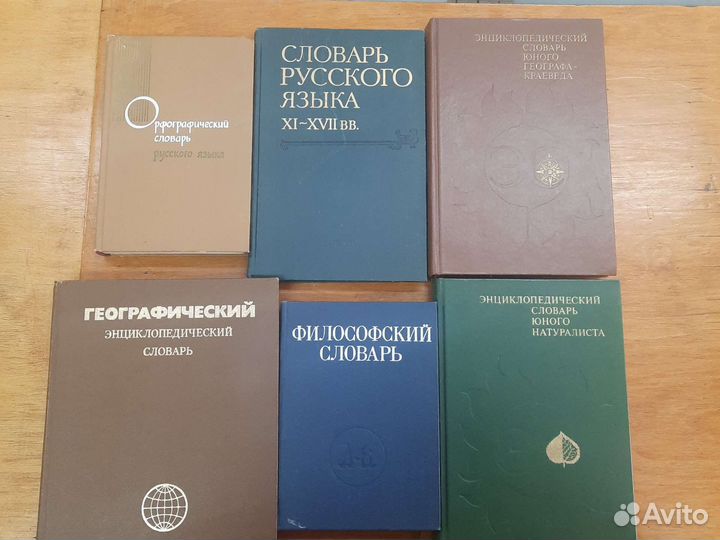 Орфографический
словарь
русского языка
СЛОВАРЬ
РУССКОГО
ЯЗЫКА
XI~XVII ВВ.
ЭНЦИКЛОПЕДИЧЕСКИЙ
СЛОВАРЬ
ЮНОГО
ГЕОГРАФА-
КРАЕВЕДА
ГЕОГРАФИЧЕСКИЙ
ЭНЦИКЛОПЕДИЧЕСКИЙ
СЛОВАРЬ
ФИЛОСОФСКИЙ
СЛОВАРЬ
А-Я
ЭНЦИКЛОПЕДИЧЕСКИЙ
СЛОВАРЬ
ЮНОГО
НАТУРАЛИСТА
Avito